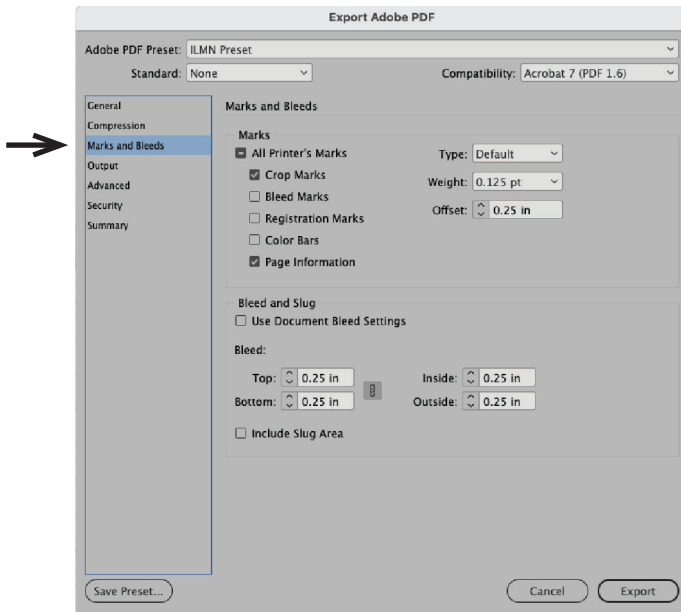 Export Adobe PDF
Adobe PDF Preset: ILMN Preset
Standard: None Compatibility: Acrobat 7 (PDF 1.6)
General
Compression
Marks and Bleeds
Output
Advanced
Security
Summary
Marks and Bleeds
Marks
All Printer's Marks
Crop Marks
Bleed Marks
Registration Marks
Color Bars
Page Information
Type: Default
Weight: 0.125 pt
Offset: 0.25 in
Bleed and Slug
Use Document Bleed Settings
Bleed:
Top: 0.25 in Inside: 0.25 in
Bottom: 0.25 in Outside: 0.25 in
Include Slug Area
Save Preset... Cancel Export